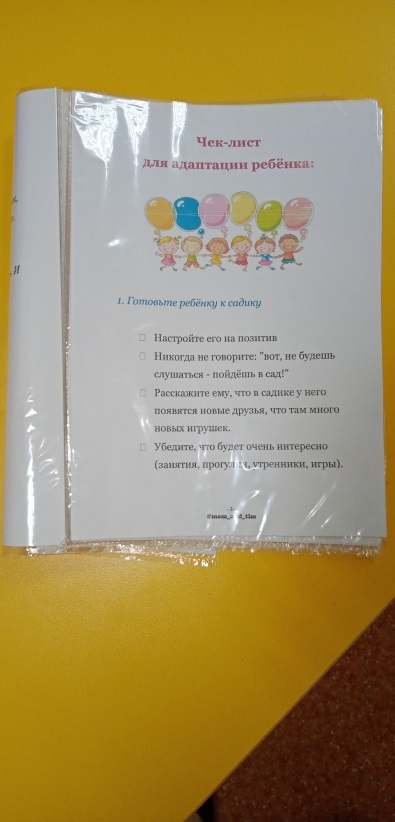 Чек-лист
для адаптации ребёнка:
1. Готовьте ребёнку к садику
Настройте его на позитив
Никогда не говорите: "вот, не будешь
слушаться - пойдёшь в сад!"
Расскажите ему, что в садике у него
появятся новые друзья, что там много
новых игрушек.
Убедите, что будет очень интересно
(занятия, прогулки, утренники, игры).
@mom_and_tim